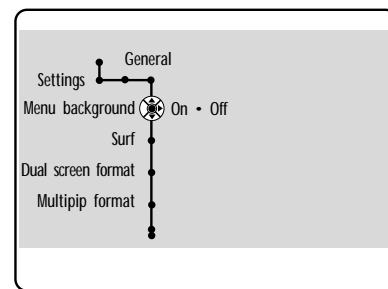 General
Settings
Menu background On • Off
Surf
Dual screen format
Multipip format